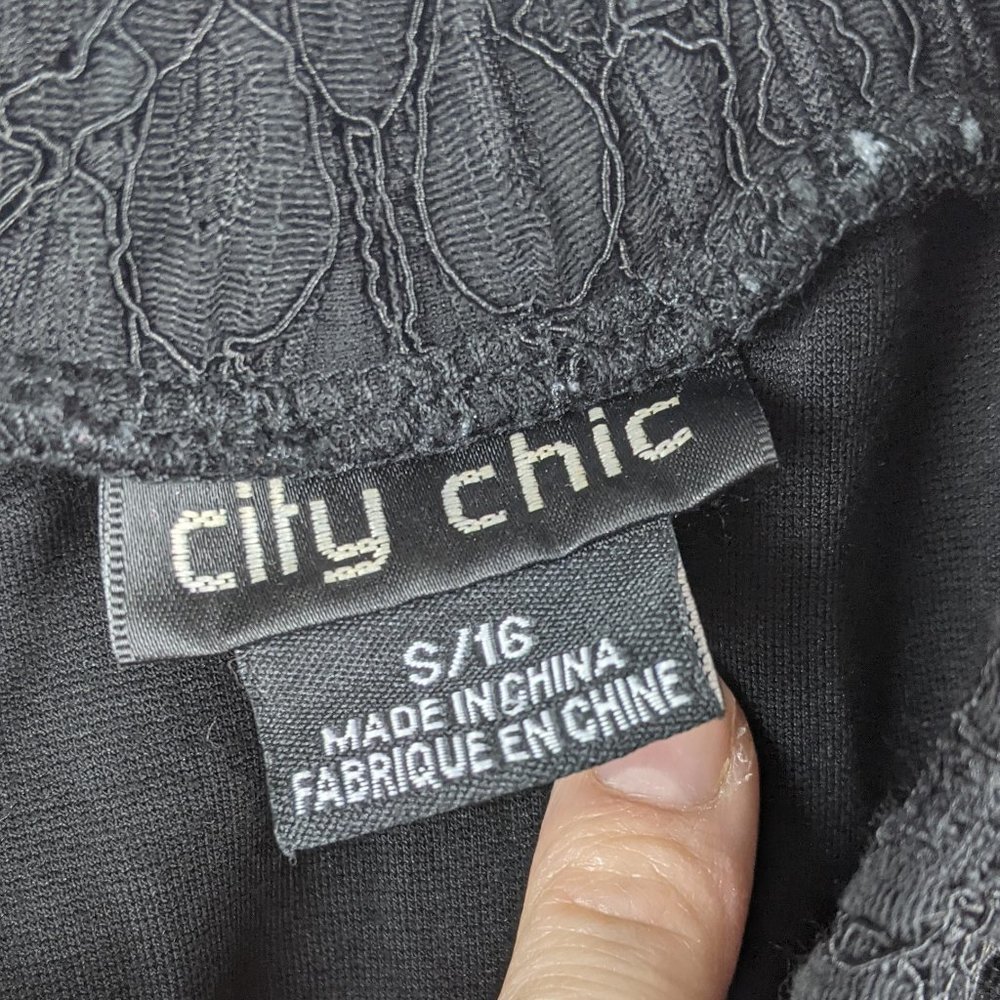 city chic
S/16
MADE IN CHINA
FABRIQUE EN CHINE